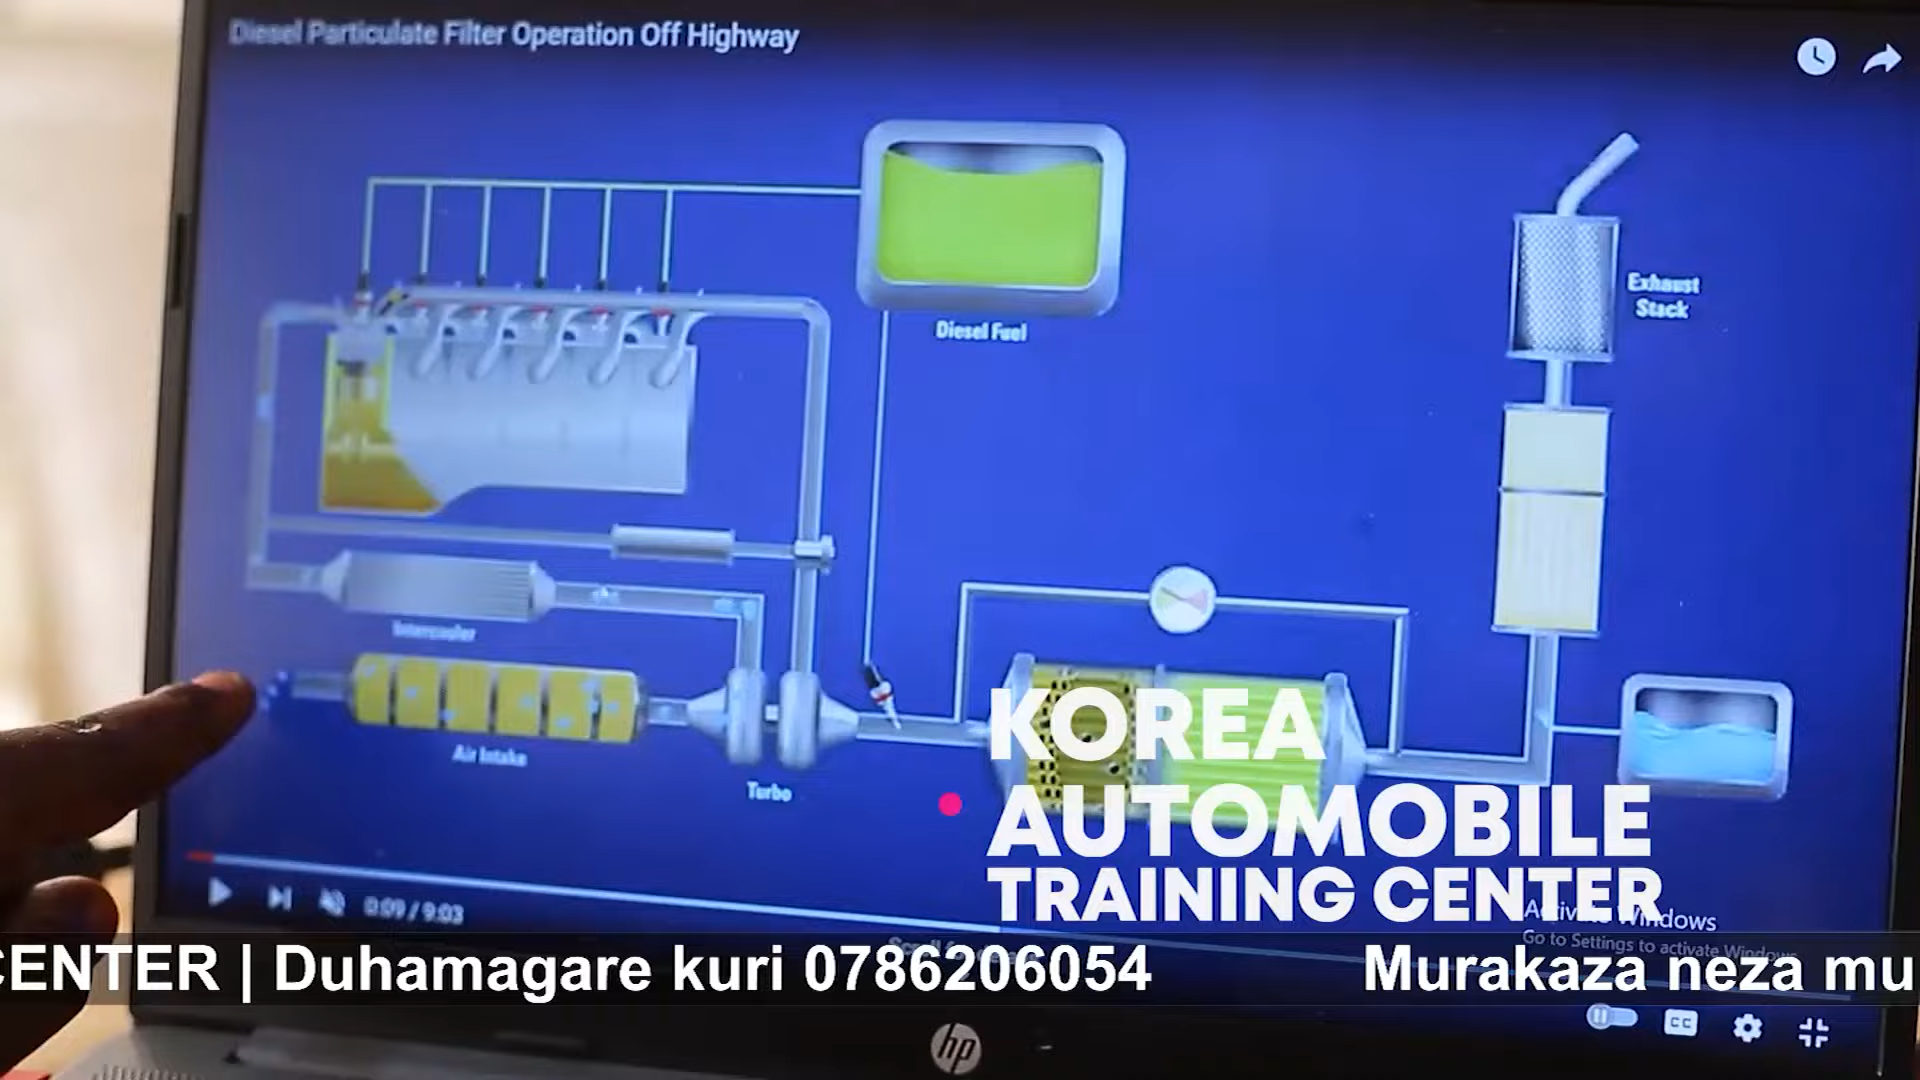 Diesel Particulate Filter Operation Off Highway
Diesel Fuel
Exhaust
Stack
Intercooler
Air Intake
Turbo
KOREA
AUTOMOBILE
TRAINING CENTER
0:09 / 9:03
Activate Windows
Go to Settings to activate Windows.
CENTER | Duhamagare kuri 0786206054 Murakaza neza mu
CC
hp